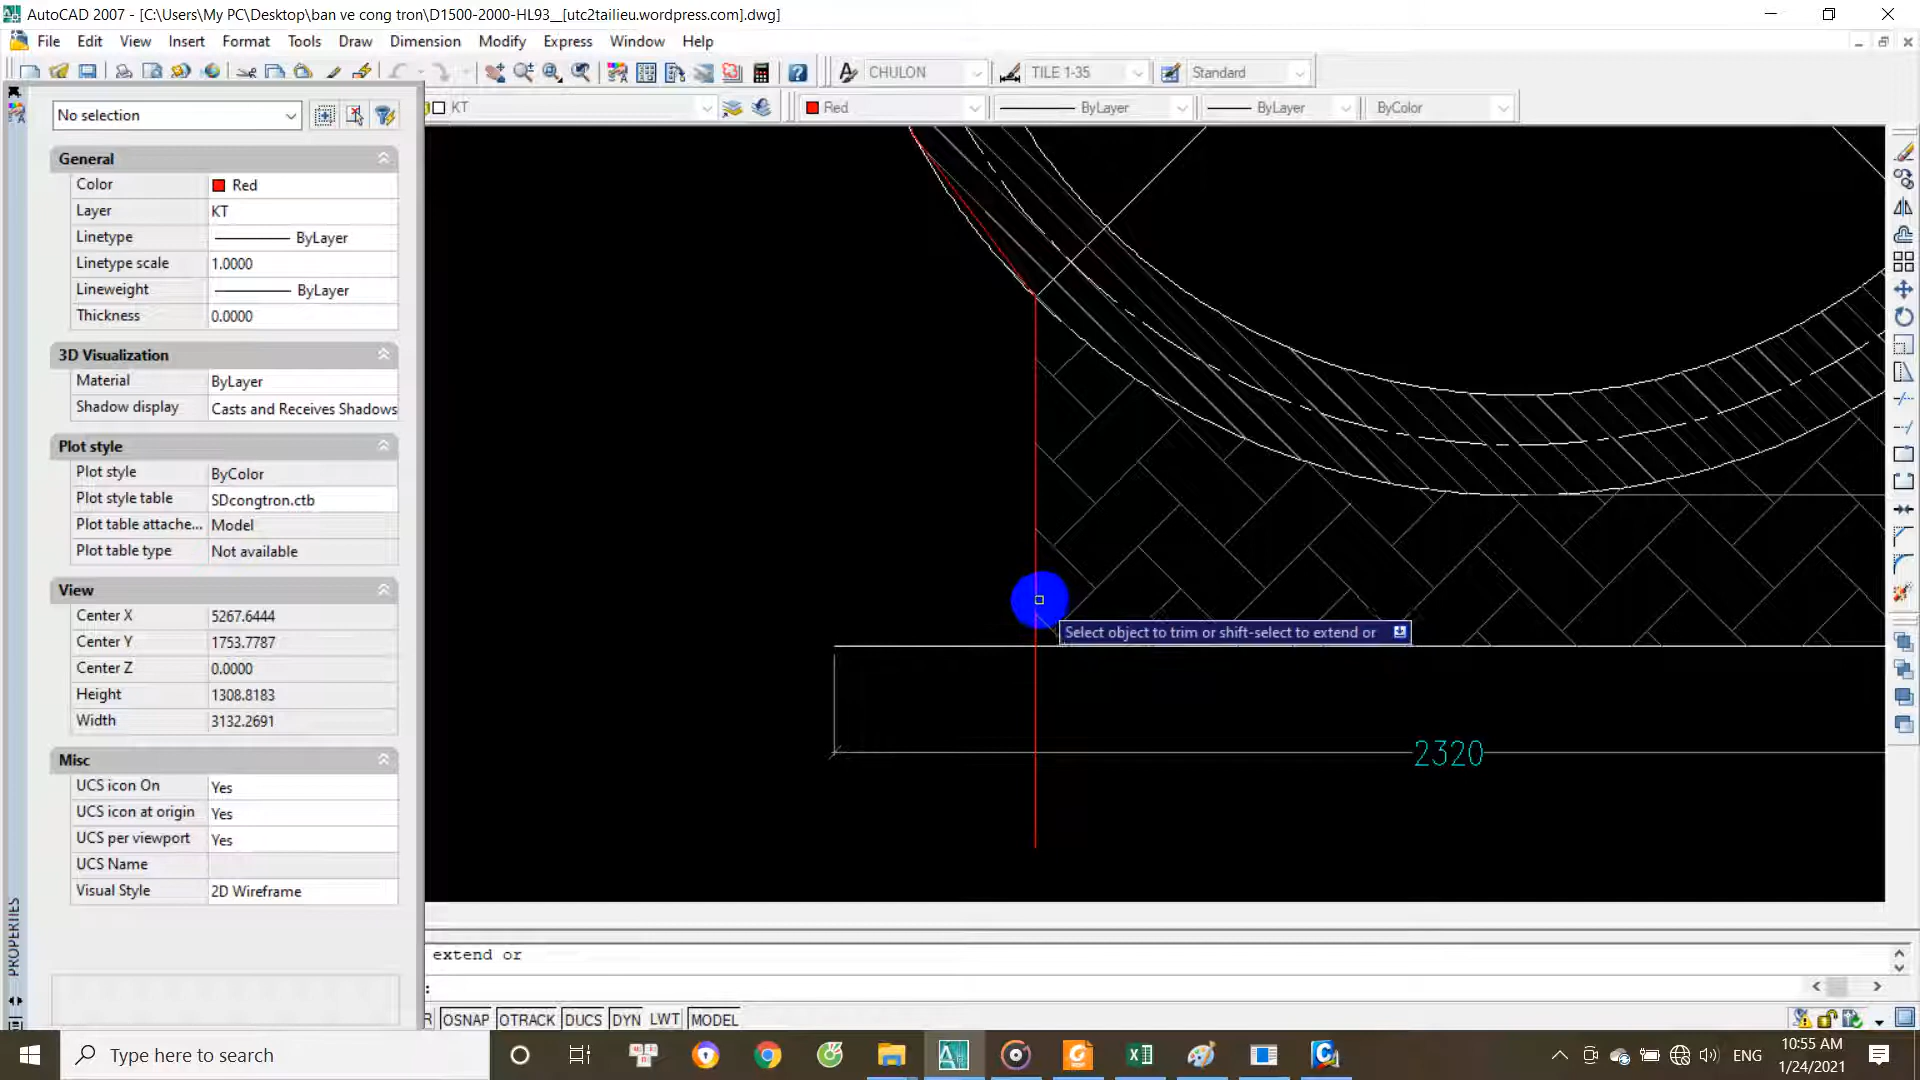 AutoCAD 2007 - [C:\Users\My PC\Desktop\ban ve cong tron\D1500-2000-HL93__[utc2tailieu.wordpress.com].dwg]
File Edit View Insert Format Tools Draw Dimension Modify Express Window Help
CHULON TILE 1-35 Standard
KT Red ByLayer ByLayer ByColor
No selection
General
Color Red
Layer KT
Linetype ByLayer
Linetype scale 1.0000
Lineweight ByLayer
Thickness 0.0000
3D Visualization
Material ByLayer
Shadow display Casts and Receives Shadows
Plot style
Plot style ByColor
Plot style table SDcongtron.ctb
Plot table attache... Model
Plot table type Not available
View
Center X 5267.6444
Center Y 1753.7787
Center Z 0.0000
Height 1308.8183
Width 3132.2691
Misc
UCS icon On Yes
UCS icon at origin Yes
UCS per viewport Yes
UCS Name
Visual Style 2D Wireframe
PROPERTIES
Select object to trim or shift-select to extend or
2320
extend or
:
R OSNAP OTRACK DUCS DYN LWT MODEL
Type here to search
ENG
10:55 AM
1/24/2021